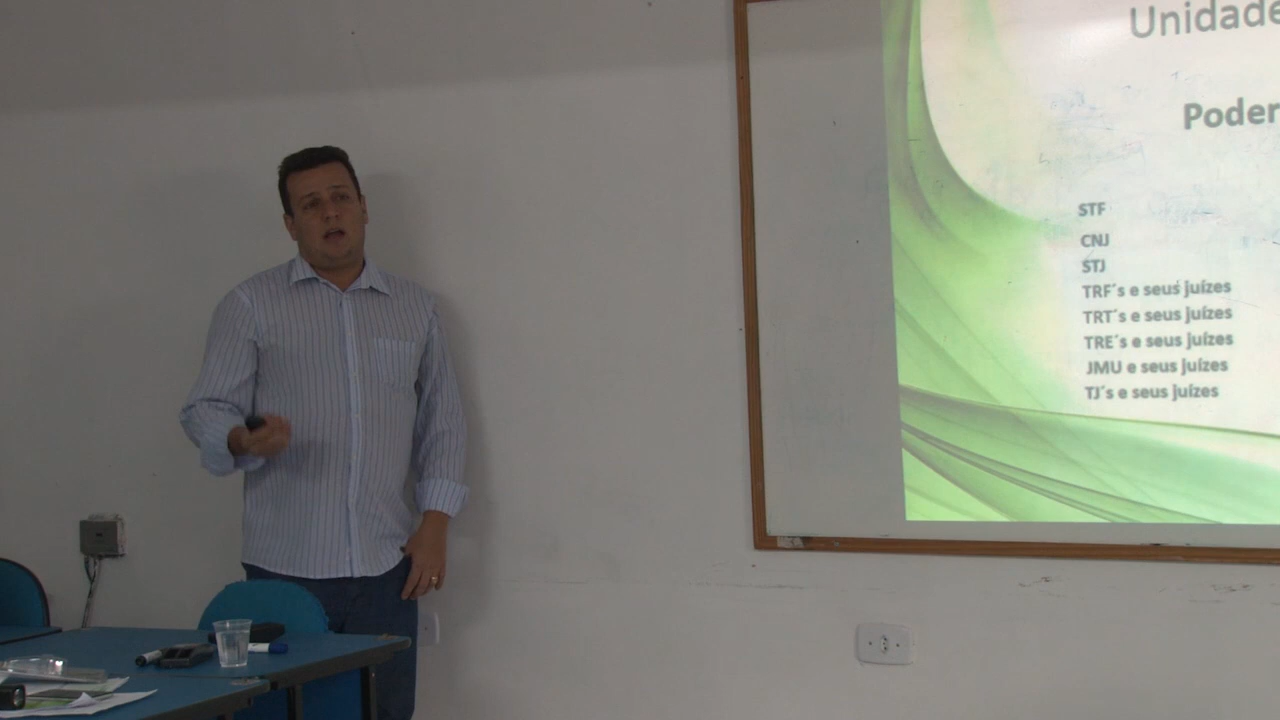 Unidade
Poder
STF
CNJ
STJ
TRF´s e seus juízes
TRT´s e seus juízes
TRE´s e seus juízes
JMU e seus juízes
TJ´s e seus juízes